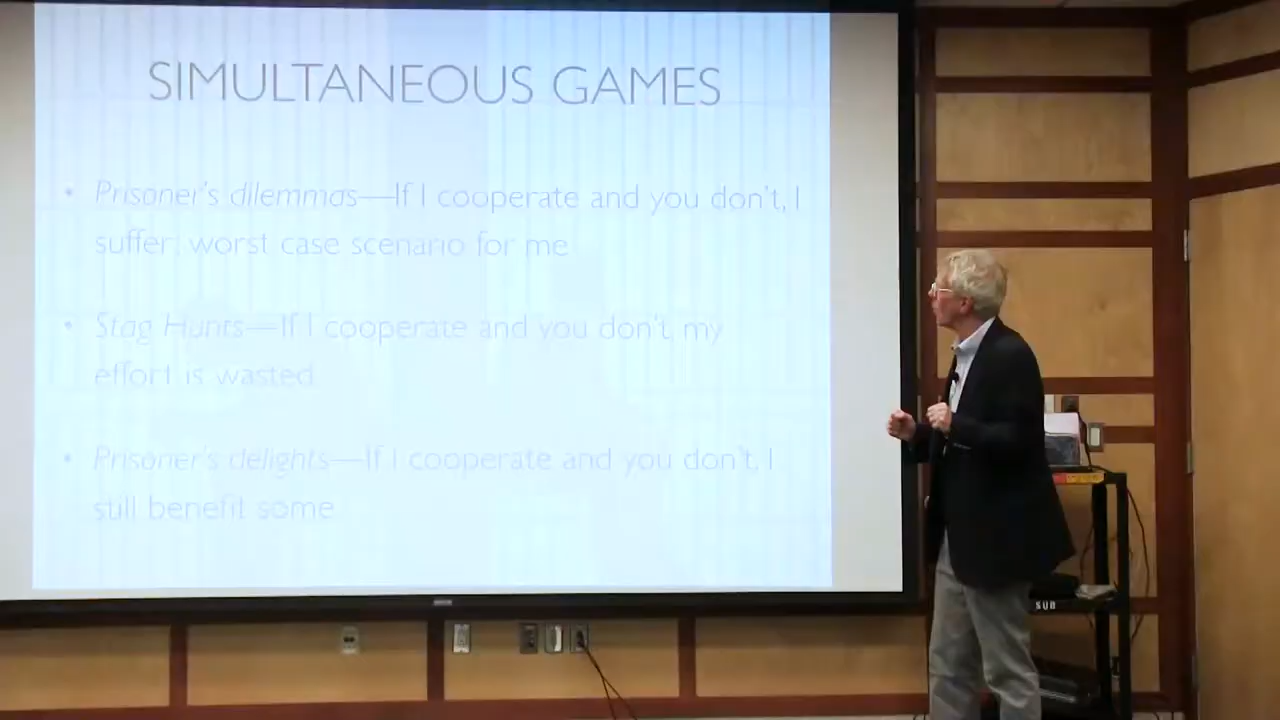 SIMULTANEOUS GAMES
• Prisoner's dilemmas—If I cooperate and you don't, I
suffer; worst case scenario for me
• Stag Hunts—If I cooperate and you don't, my
effort is wasted
• Prisoner's delights—If I cooperate and you don't, I
still benefit some
SUB